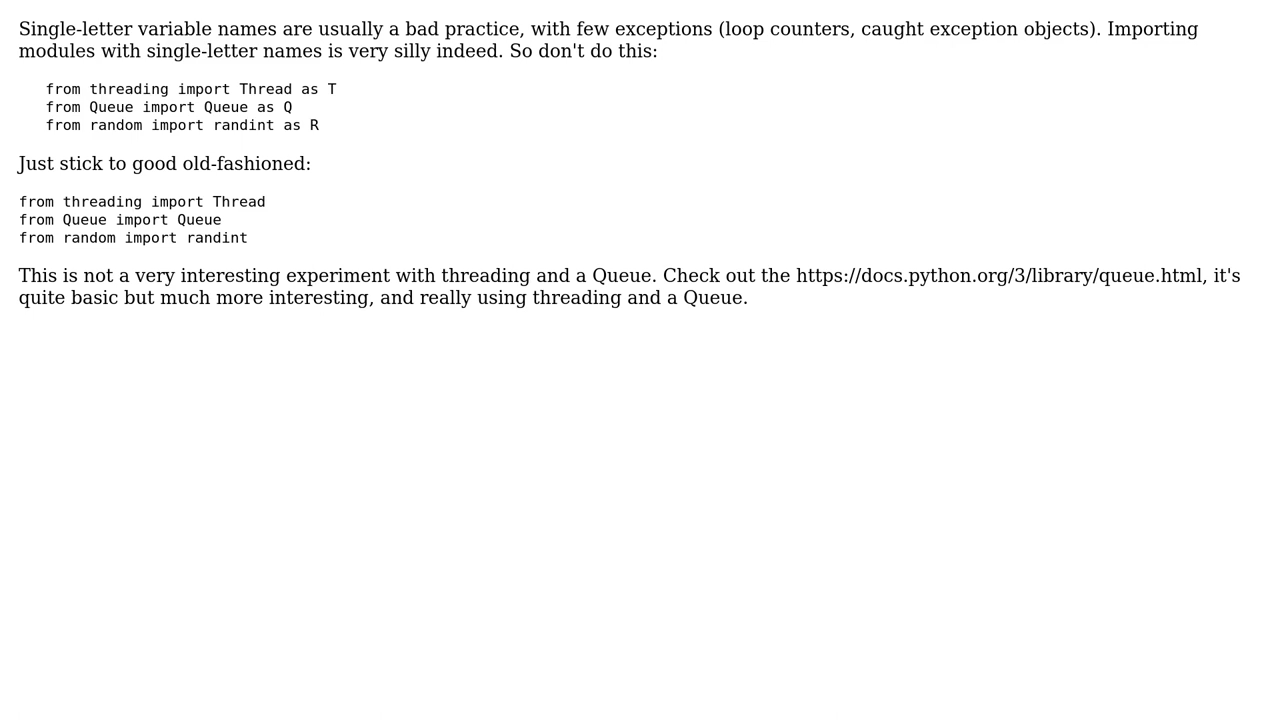 Single-letter variable names are usually a bad practice, with few exceptions (loop counters, caught exception objects). Importing
modules with single-letter names is very silly indeed. So don't do this:
from threading import Thread as T
from Queue import Queue as Q
from random import randint as R
Just stick to good old-fashioned:
from threading import Thread
from Queue import Queue
from random import randint
This is not a very interesting experiment with threading and a Queue. Check out the https://docs.python.org/3/library/queue.html, it's
quite basic but much more interesting, and really using threading and a Queue.